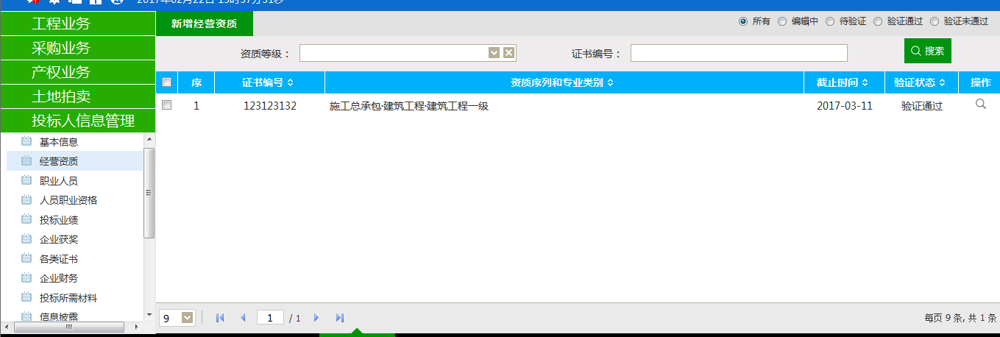 2017年02月22日 15时57分51秒
工程业务
采购业务
产权业务
土地拍卖
投标人信息管理
基本信息
经营资质
职业人员
人员职业资格
投标业绩
企业获奖
各类证书
企业财务
投标所需材料
信息披露
新增经营资质
所有 编辑中 待验证 验证通过 验证未通过
资质等级： 证书编号： 搜索
序 证书编号 资质序列和专业类别 截止时间 验证状态 操作
1 123123132 施工总承包·建筑工程·建筑工程一级 2017-03-11 验证通过
9 1 / 1 每页 9 条, 共 1 条